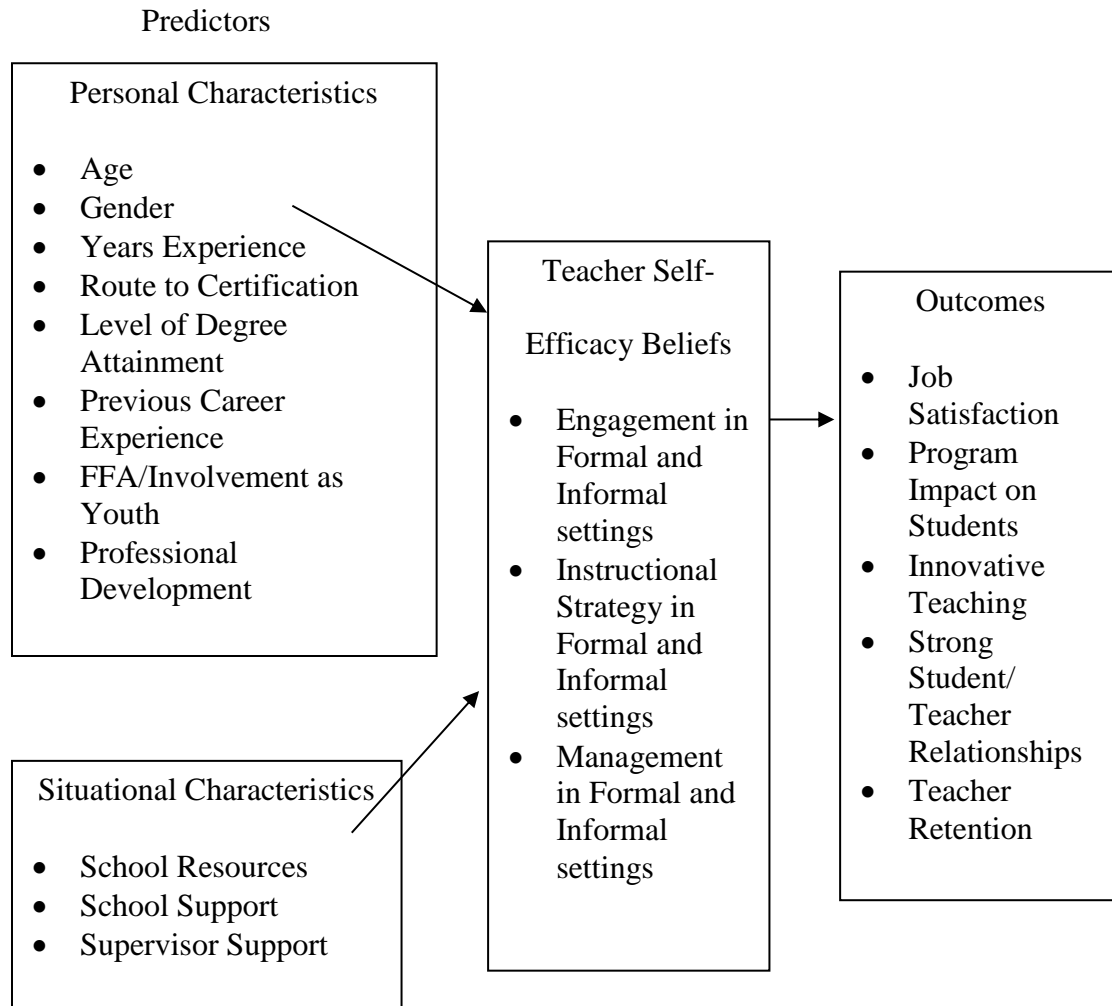 Predictors
Personal Characteristics
• Age
• Gender
• Years Experience
• Route to Certification
• Level of Degree
Attainment
• Previous Career
Experience
• FFA/Involvement as
Youth
• Professional
Development
Situational Characteristics
• School Resources
• School Support
• Supervisor Support
Teacher Self-
Efficacy Beliefs
• Engagement in
Formal and
Informal
settings
• Instructional
Strategy in
Formal and
Informal
settings
• Management
in Formal and
Informal
settings
Outcomes
• Job
Satisfaction
• Program
Impact on
Students
• Innovative
Teaching
• Strong
Student/
Teacher
Relationships
• Teacher
Retention